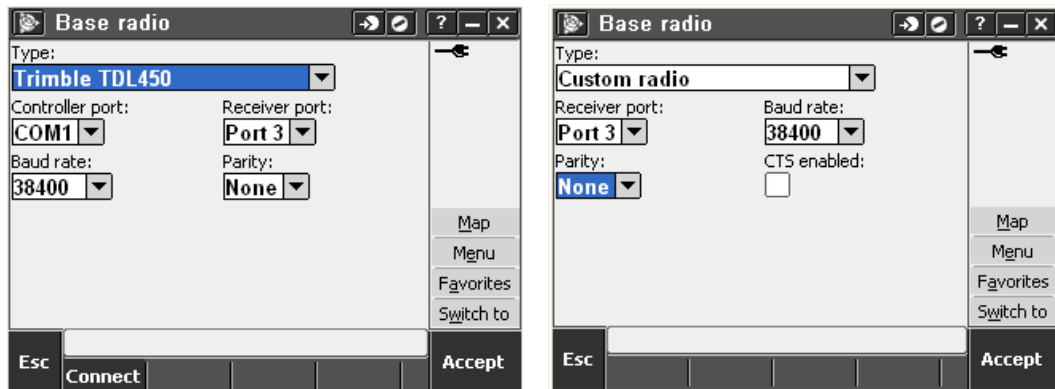 Base radio ? – ×
Type:
Trimble TDL450
Controller port: Receiver port:
COM1 Port 3
Baud rate: Parity:
38400 None
Map
Menu
Favorites
Switch to
Esc Connect Accept
Base radio ? – ×
Type:
Custom radio
Receiver port: Baud rate:
Port 3 38400
Parity: CTS enabled:
None
Map
Menu
Favorites
Switch to
Esc Accept